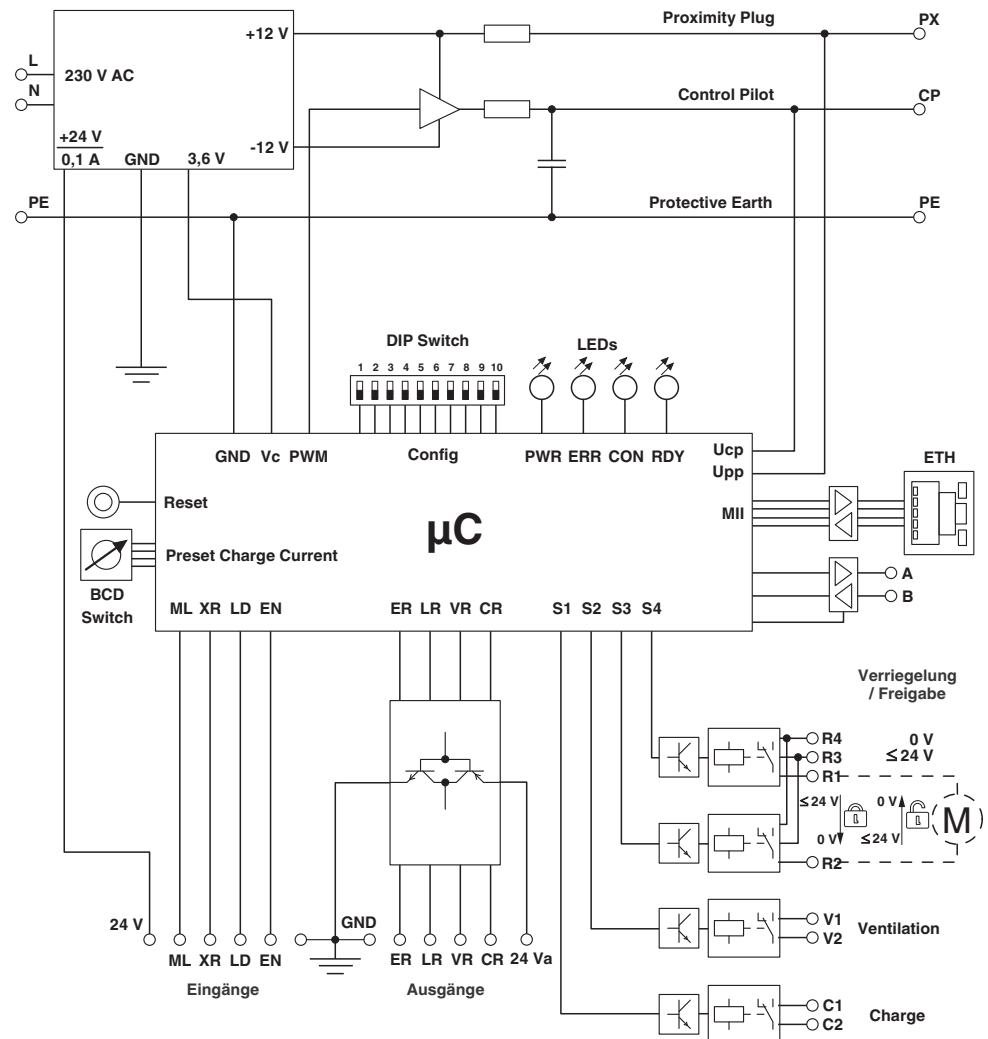 +12 V
Proximity Plug
PX
L
230 V AC
N
Control Pilot
CP
+24 V
0,1 A
GND
3,6 V
-12 V
PE
Protective Earth
PE
DIP Switch
1 2 3 4 5 6 7 8 9 10
LEDs
GND Vc PWM
Config
PWR ERR CON RDY
Ucp
Upp
ETH
Reset
MII
µC
Preset Charge Current
BCD
Switch
A
B
ML XR LD EN
ER LR VR CR
S1 S2 S3 S4
Verriegelung
/ Freigabe
R4
0 V
R3
≤ 24 V
R1
≤ 24 V
0 V
0 V
≤ 24 V
M
R2
24 V
GND
V1
V2
Ventilation
ML XR LD EN
ER LR VR CR 24 Va
Eingänge
Ausgänge
C1
C2
Charge